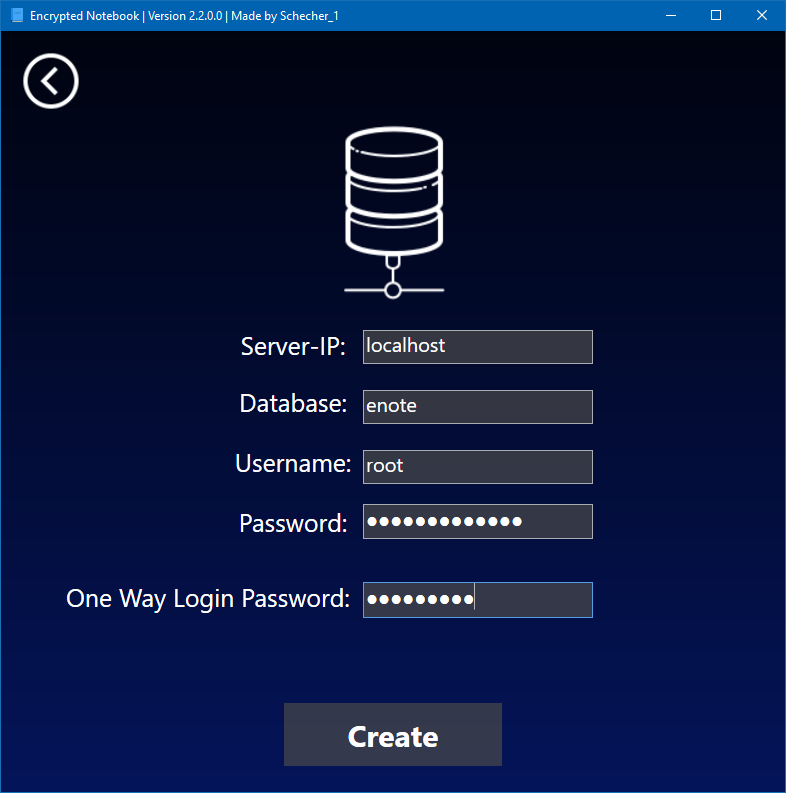 Encrypted Notebook | Version 2.2.0.0 | Made by Schecher_1
Server-IP: localhost
Database: enote
Username: root
Password: ●●●●●●●●●●●●●
One Way Login Password: ●●●●●●●●●
Create